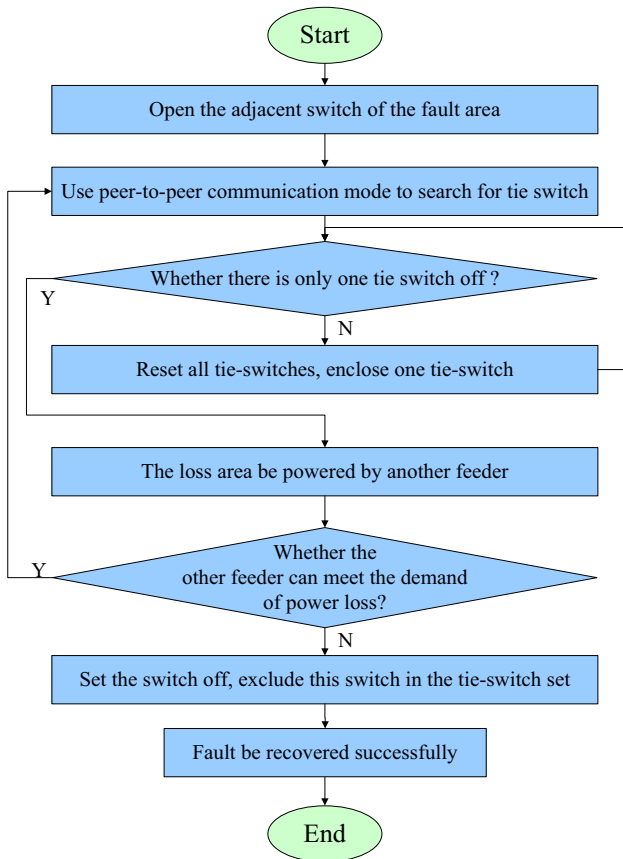 Start
Open the adjacent switch of the fault area
Use peer-to-peer communication mode to search for tie switch
Whether there is only one tie switch off ?
Y
N
Reset all tie-switches, enclose one tie-switch
The loss area be powered by another feeder
Whether the
other feeder can meet the demand
of power loss?
Y
N
Set the switch off, exclude this switch in the tie-switch set
Fault be recovered successfully
End